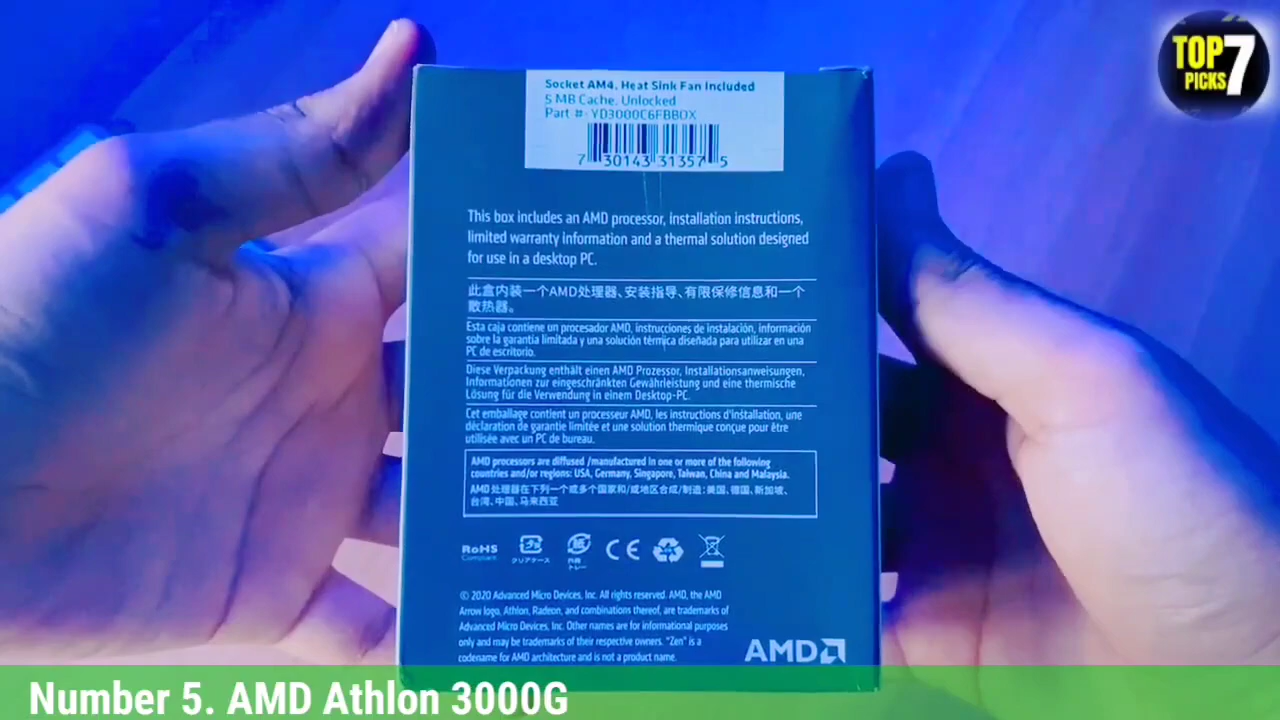 TOP 7
PICKS
Socket AM4, Heat Sink Fan Included
5 MB Cache, Unlocked
Part #: YD3000C6FBBOX
7 30143 31357 5
This box includes an AMD processor, installation instructions,
limited warranty information and a thermal solution designed
for use in a desktop PC.
此盒内装一个AMD处理器、安装指导、有限保修信息和一个
散热器。
Esta caja contiene un procesador AMD, instrucciones de instalación, información
sobre la garantía limitada y una solución térmica diseñada para utilizar en una
PC de escritorio.
Diese Verpackung enthält einen AMD Prozessor, Installationsanweisungen,
Informationen zur eingeschränkten Gewährleistung und eine thermische
Lösung für die Verwendung in einem Desktop-PC.
Cet emballage contient un processeur AMD, les instructions d'installation, une
déclaration de garantie limitée et une solution thermique conçue pour être
utilisée avec un PC de bureau.
AMD processors are diffused /manufactured in one or more of the following
countries and/or regions: USA, Germany, Singapore, Taiwan, China and Malaysia.
AMD 处理器在下列一个或多个国家和/或地区合成/制造：美国、德国、新加坡、
台湾、中国、马来西亚
RoHS
Compliant
クリアケース
トレー
CE
© 2020 Advanced Micro Devices, Inc. All rights reserved. AMD, the AMD
Arrow logo, Athlon, Radeon, and combinations thereof, are trademarks of
Advanced Micro Devices, Inc. Other names are for informational purposes
only and may be trademarks of their respective owners. "Zen" is a
codename for AMD architecture and is not a product name.
AMD
Number 5. AMD Athlon 3000G